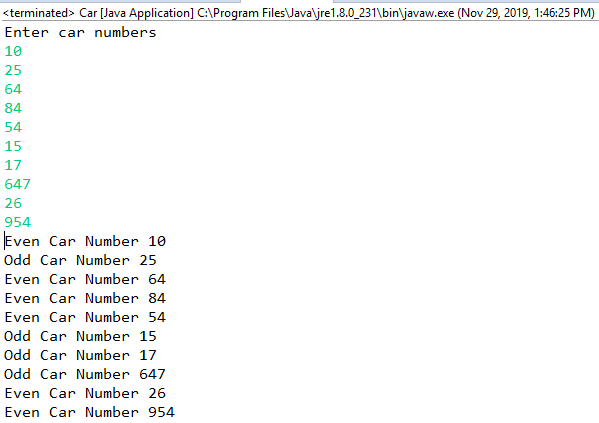 <terminated> Car [Java Application] C:\Program Files\Java\jre1.8.0_231\bin\javaw.exe (Nov 29, 2019, 1:46:25 PM)
Enter car numbers
10
25
64
84
54
15
17
647
26
954
Even Car Number 10
Odd Car Number 25
Even Car Number 64
Even Car Number 84
Even Car Number 54
Odd Car Number 15
Odd Car Number 17
Odd Car Number 647
Even Car Number 26
Even Car Number 954